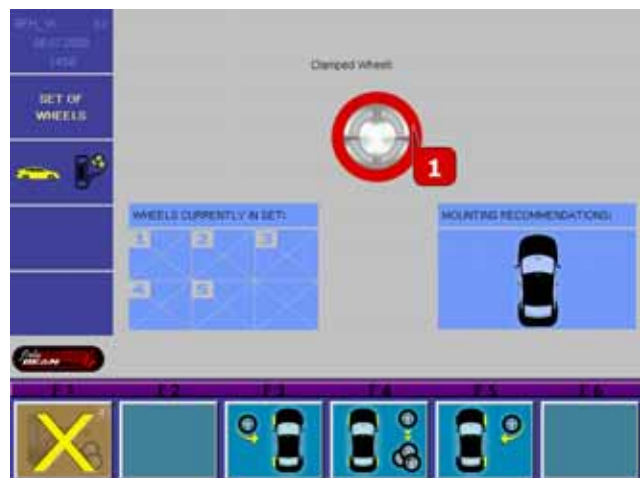 Clamped Wheel:
SET OF
WHEELS
1
WHEELS CURRENTLY IN SET:
MOUNTING RECOMMENDATIONS:
1 2 3
4 5
BEAN
F1 F2 F3 F4 F5 F6